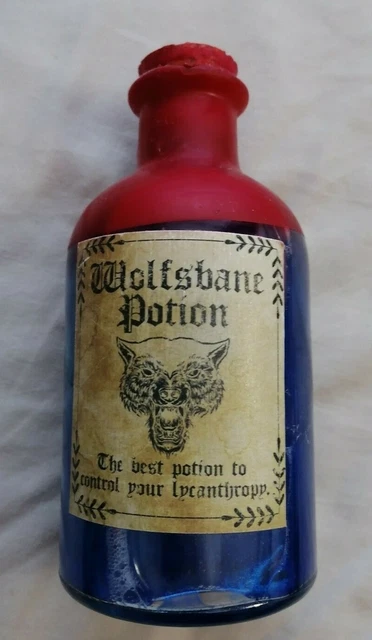 Wolfsbane
Potion
The best potion to
control your lycanthropy.